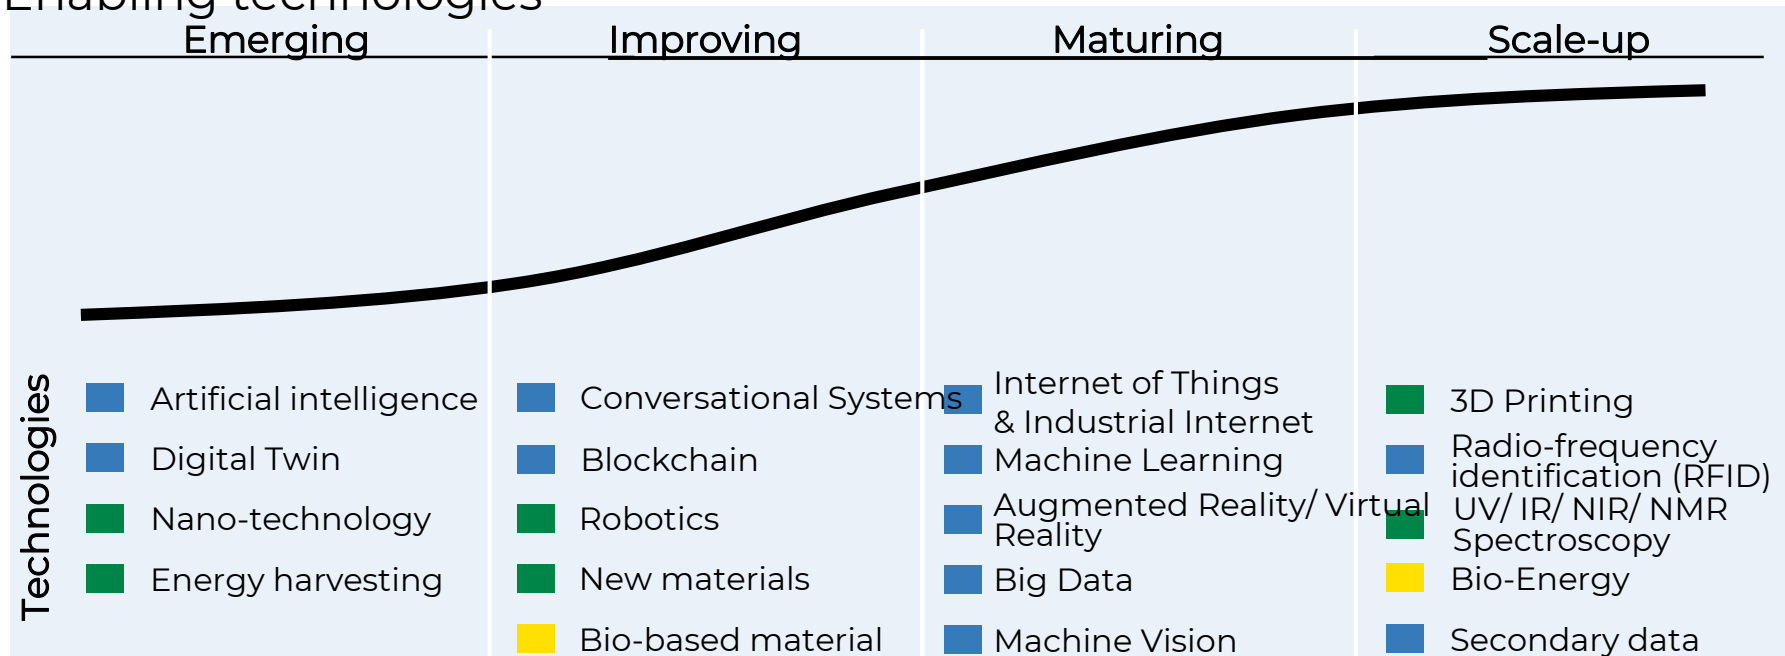 Enabling technologies
Emerging
Improving
Maturing
Scale-up
Technologies
Artificial intelligence
Digital Twin
Nano-technology
Energy harvesting
Conversational Systems
Blockchain
Robotics
New materials
Bio-based material
Internet of Things
& Industrial Internet
Machine Learning
Augmented Reality/ Virtual
Reality
Big Data
Machine Vision
3D Printing
Radio-frequency
identification (RFID)
UV/ IR/ NIR/ NMR
Spectroscopy
Bio-Energy
Secondary data